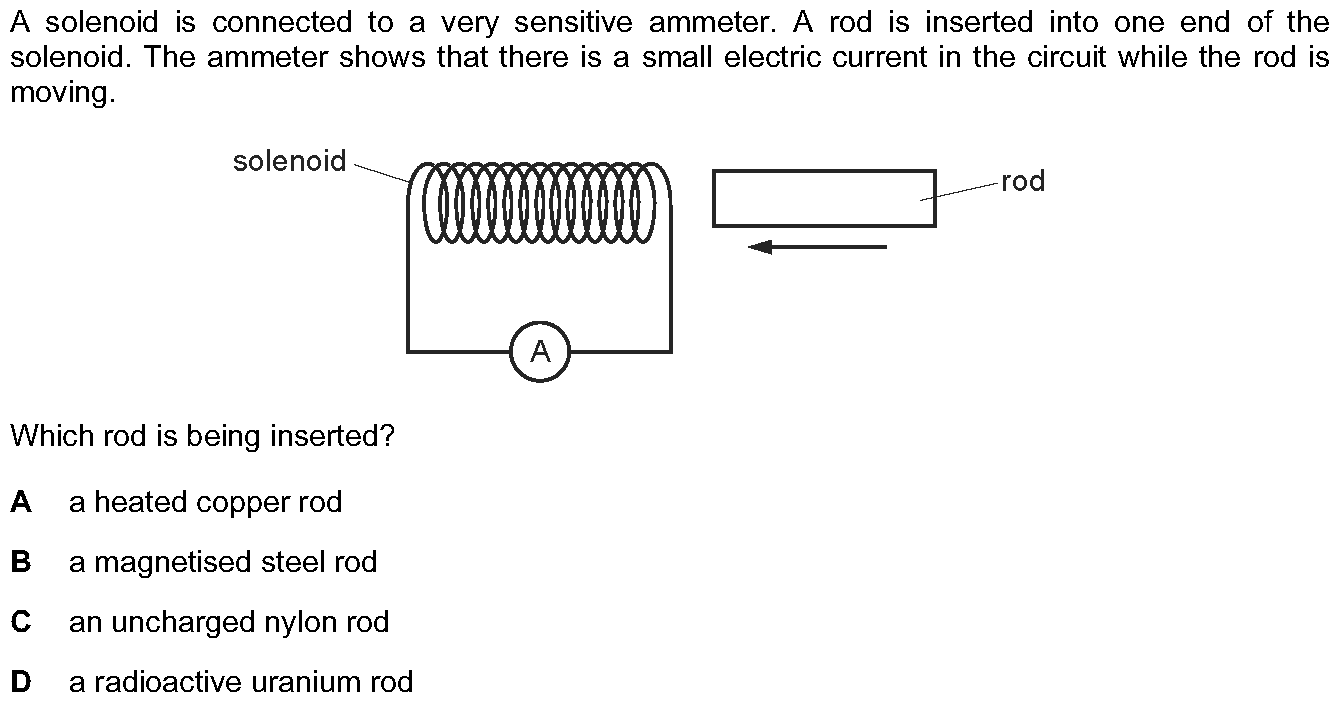 A solenoid is connected to a very sensitive ammeter. A rod is inserted into one end of the
solenoid. The ammeter shows that there is a small electric current in the circuit while the rod is
moving.
solenoid
rod
A
Which rod is being inserted?
A a heated copper rod
B a magnetised steel rod
C an uncharged nylon rod
D a radioactive uranium rod